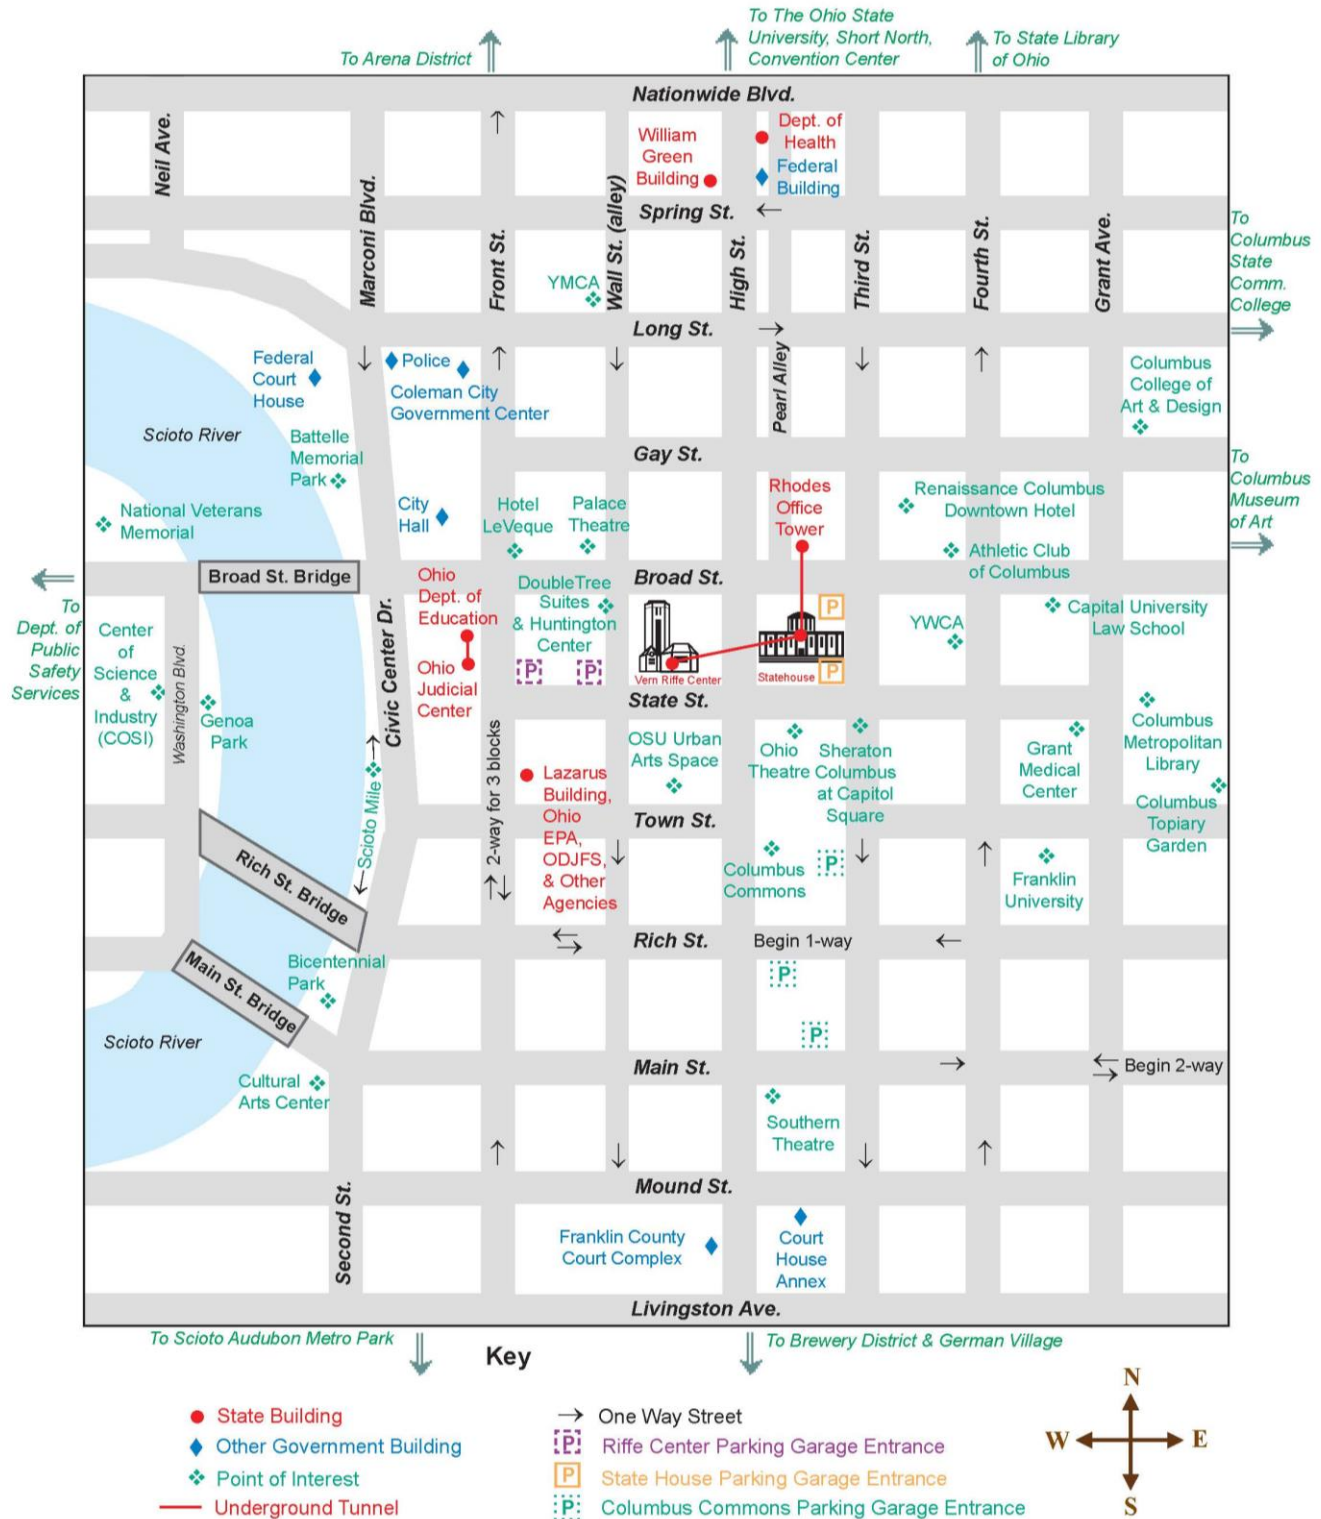 To The Ohio State
University, Short North,
Convention Center
To Arena District
To State Library
of Ohio
Nationwide Blvd.
Neil Ave.
Marconi Blvd.
Front St.
Wall St. (alley)
High St.
Third St.
Fourth St.
Grant Ave.
William
Green
Building
Dept. of
Health
Federal
Building
Spring St.
To
Columbus
State
Comm.
College
YMCA
Long St.
Pearl Alley
Federal
Court
House
Police
Coleman City
Government Center
Columbus
College of
Art & Design
Scioto River
Battelle
Memorial
Park
Gay St.
To
Columbus
Museum
of Art
National Veterans
Memorial
City
Hall
Hotel
LeVeque
Palace
Theatre
Rhodes
Office
Tower
Renaissance Columbus
Downtown Hotel
Athletic Club
of Columbus
Broad St. Bridge
Broad St.
To
Dept. of
Public
Safety
Services
Center
of
Science
&
Industry
(COSI)
Washington Blvd.
Genoa
Park
Civic Center Dr.
Ohio
Dept. of
Education
Ohio
Judicial
Center
DoubleTree
Suites
& Huntington
Center
P
P
Vern Riffe Center
Statehouse
P
P
YWCA
Capital University
Law School
State St.
Scioto Mile
2-way for 3 blocks
Lazarus
Building,
Ohio
EPA,
ODJFS,
& Other
Agencies
OSU Urban
Arts Space
Ohio
Theatre
Sheraton
Columbus
at Capitol
Square
Grant
Medical
Center
Columbus
Metropolitan
Library
Columbus
Topiary
Garden
Town St.
Columbus
Commons
P
Franklin
University
Rich St. Bridge
Rich St.
Begin 1-way
P
P
Main St. Bridge
Bicentennial
Park
Scioto River
Main St.
Begin 2-way
Cultural
Arts Center
Southern
Theatre
Mound St.
Second St.
Franklin County
Court Complex
Court
House
Annex
Livingston Ave.
To Scioto Audubon Metro Park
To Brewery District & German Village
Key
State Building
Other Government Building
Point of Interest
Underground Tunnel
One Way Street
P Riffe Center Parking Garage Entrance
P State House Parking Garage Entrance
P Columbus Commons Parking Garage Entrance
N
W E
S